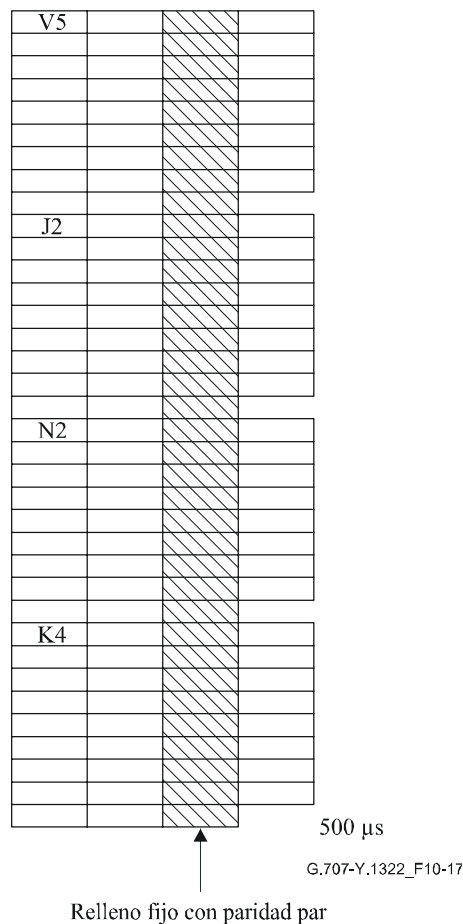 V5
J2
N2
K4
500 μs
G.707-Y.1322_F10-17
Relleno fijo con paridad par